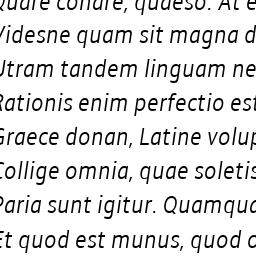 Quare conare, quaeso. At e
Videsne quam sit magna d
Utram tandem linguam ne
Rationis enim perfectio est
Graece donan, Latine volup
Collige omnia, quae soletis
Paria sunt igitur. Quamqua
Et quod est munus, quod o